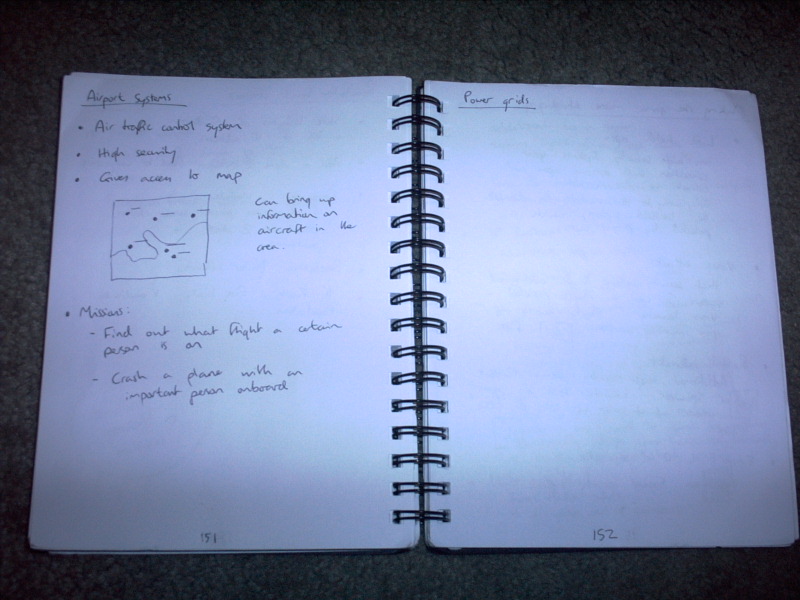 Airport systems
• Air traffic control system
• High security
• Gives access to map
Can bring up
information on
aircraft in the
area.
• Missions:
- Find out what flight a certain
person is on
- Crash a plane with an
important person onboard
151
Power grids
152